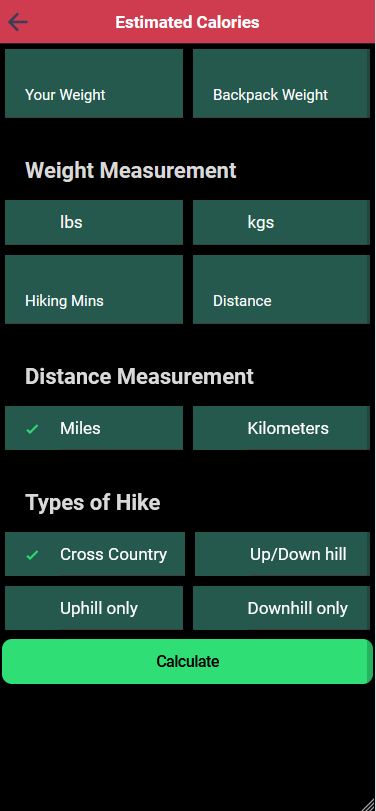 Estimated Calories
Your Weight Backpack Weight
Weight Measurement
lbs kgs
Hiking Mins Distance
Distance Measurement
Miles Kilometers
Types of Hike
Cross Country Up/Down hill
Uphill only Downhill only
Calculate